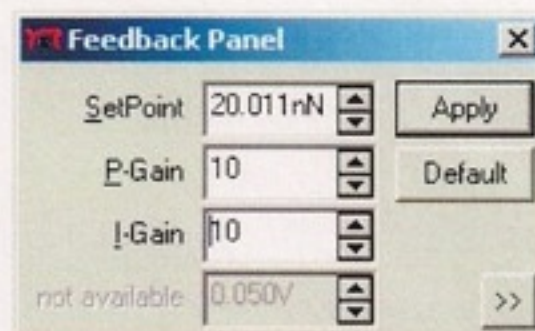 Feedback Panel
SetPoint 20.011nN Apply
P-Gain 10 Default
I-Gain 10
not available 0.050V >>